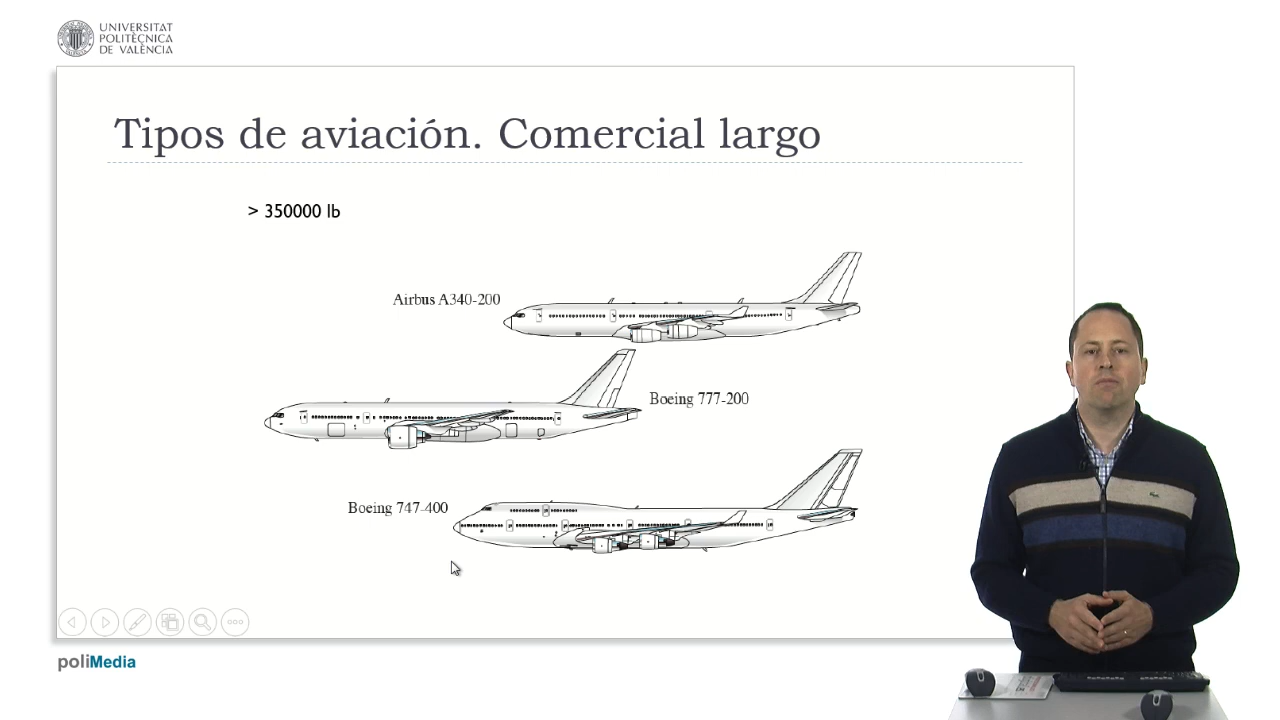 UNIVERSITAT
POLITÈCNICA
DE VALÈNCIA
Tipos de aviación. Comercial largo
> 350000 lb
Airbus A340-200
Boeing 777-200
Boeing 747-400
poliMedia